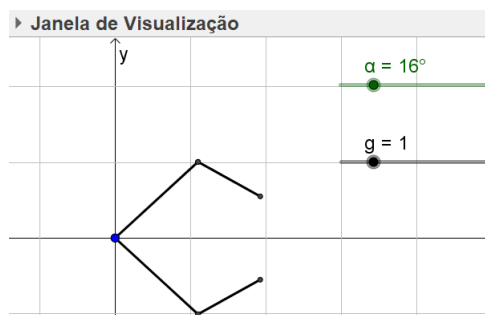 Janela de Visualização
y
α = 16°
g = 1